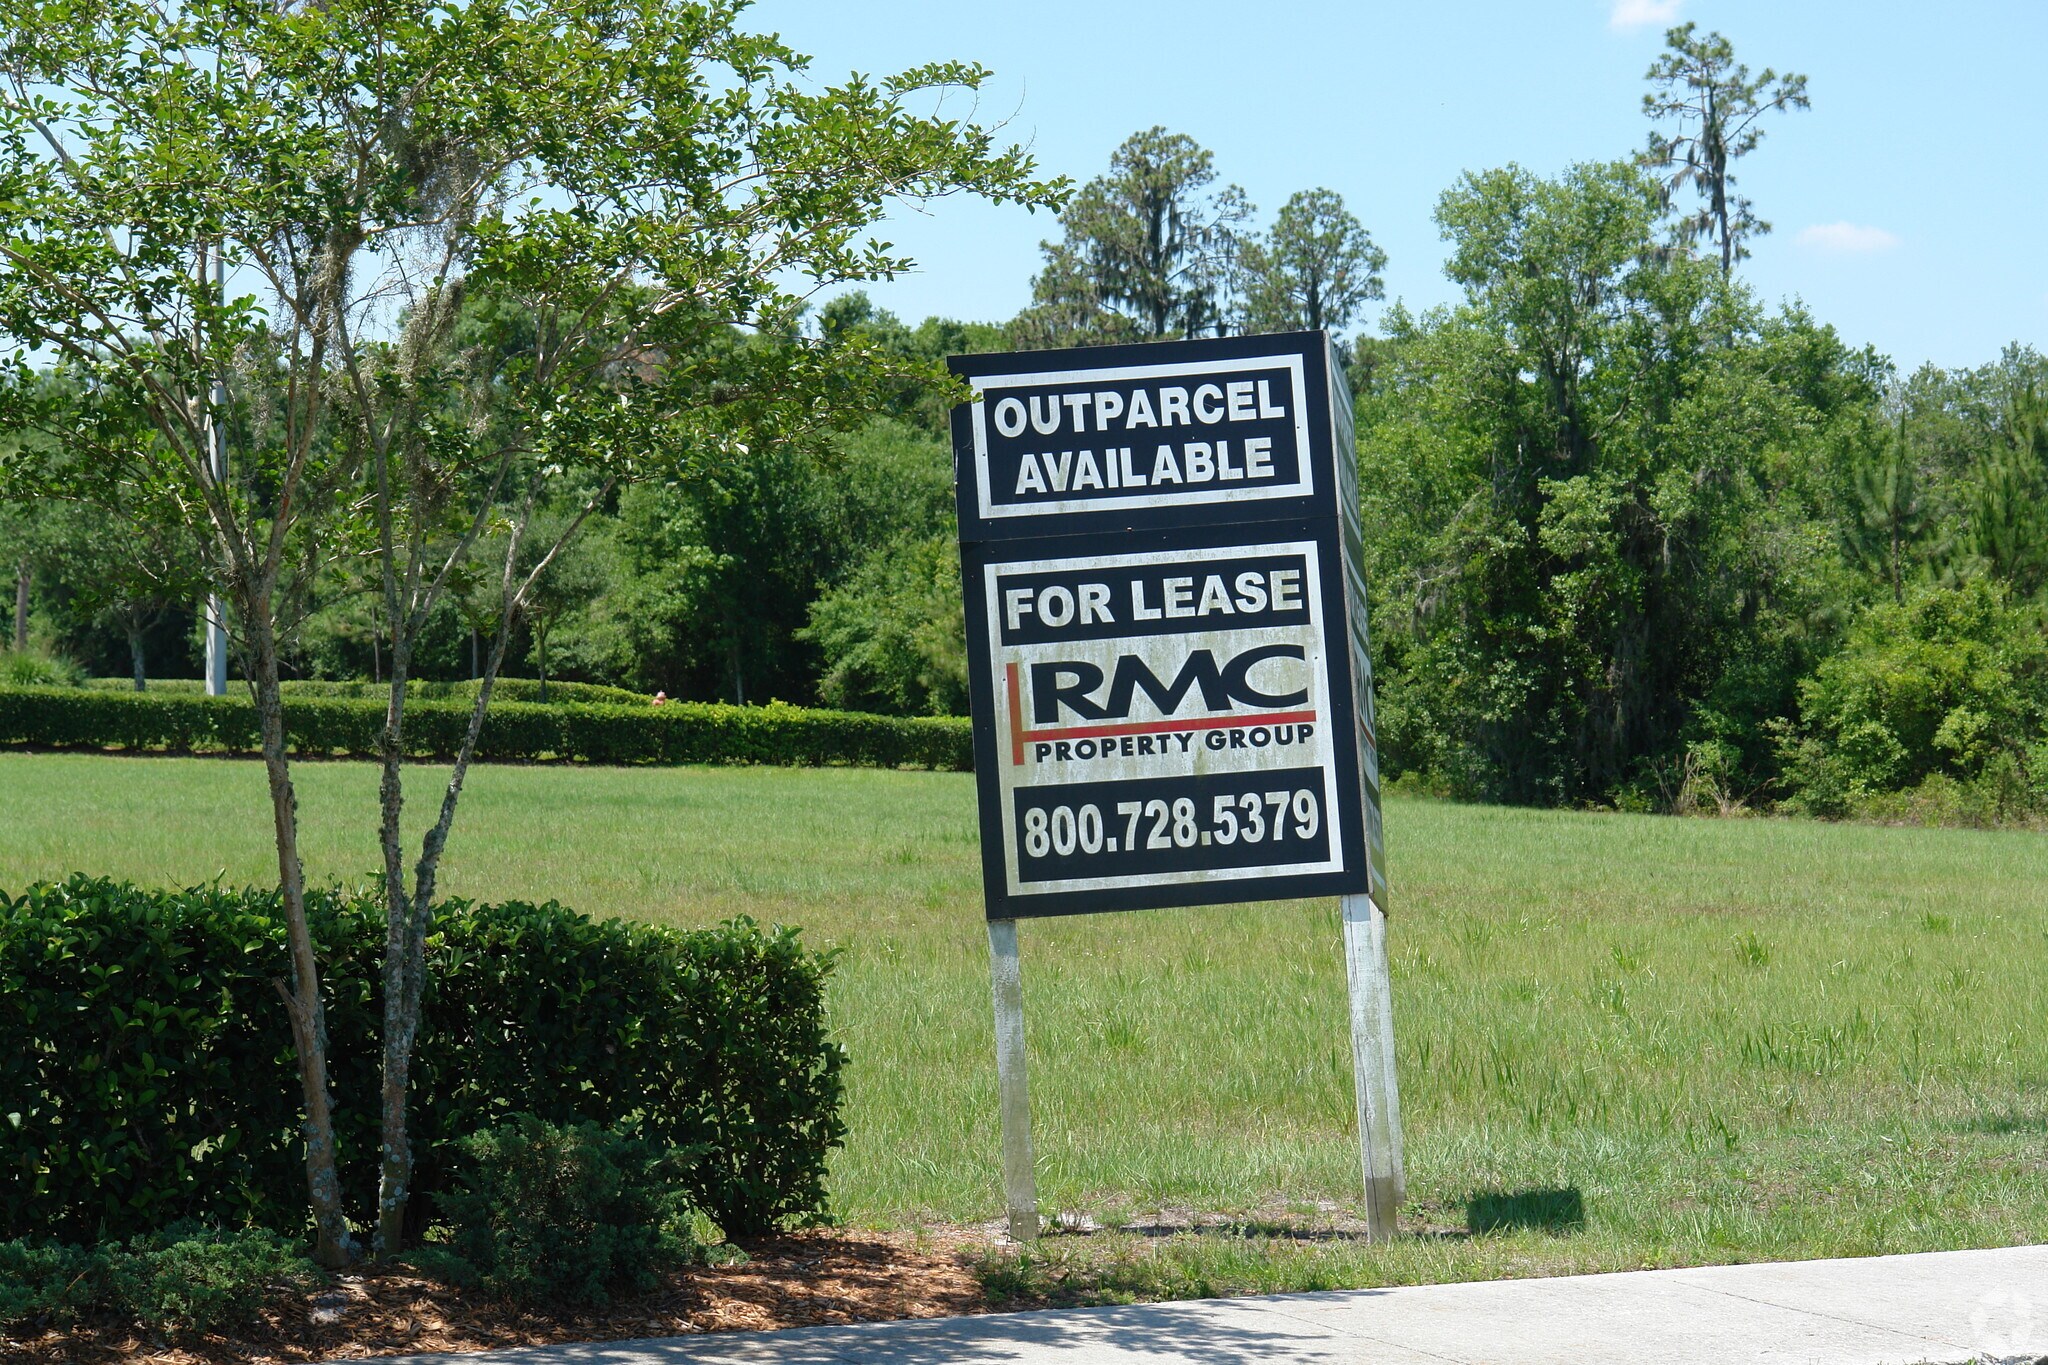 OUTPARCEL
AVAILABLE
FOR LEASE
RMC
PROPERTY GROUP
800.728.5379